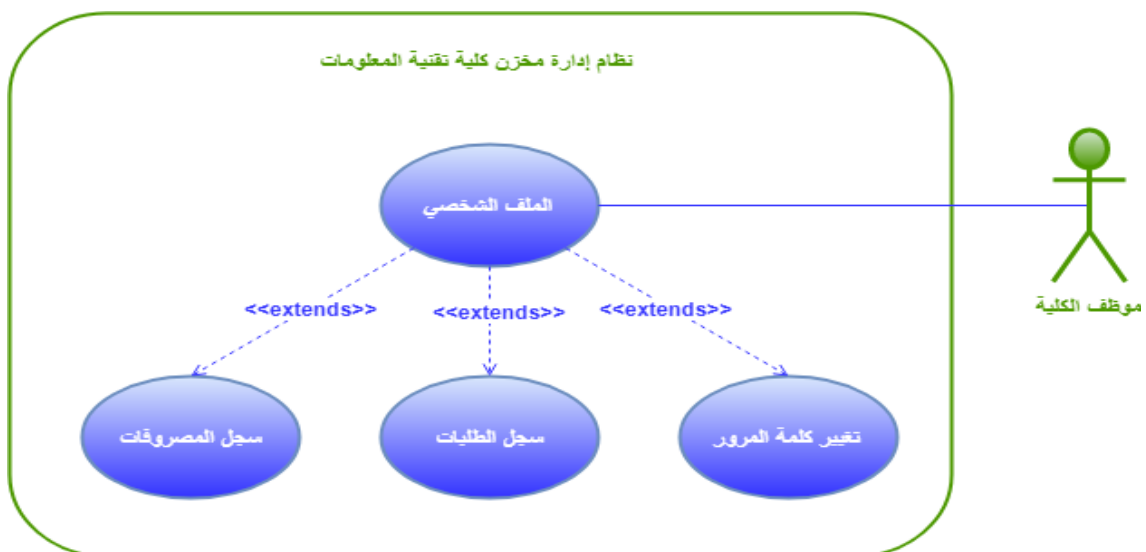 نظام إدارة مخزن كلية تقنية المعلومات
الملف الشخصي
موظف الكلية
<<extends>>
<<extends>>
<<extends>>
تغيير كلمة المرور
سجل الطلبات
سجل المصروفات